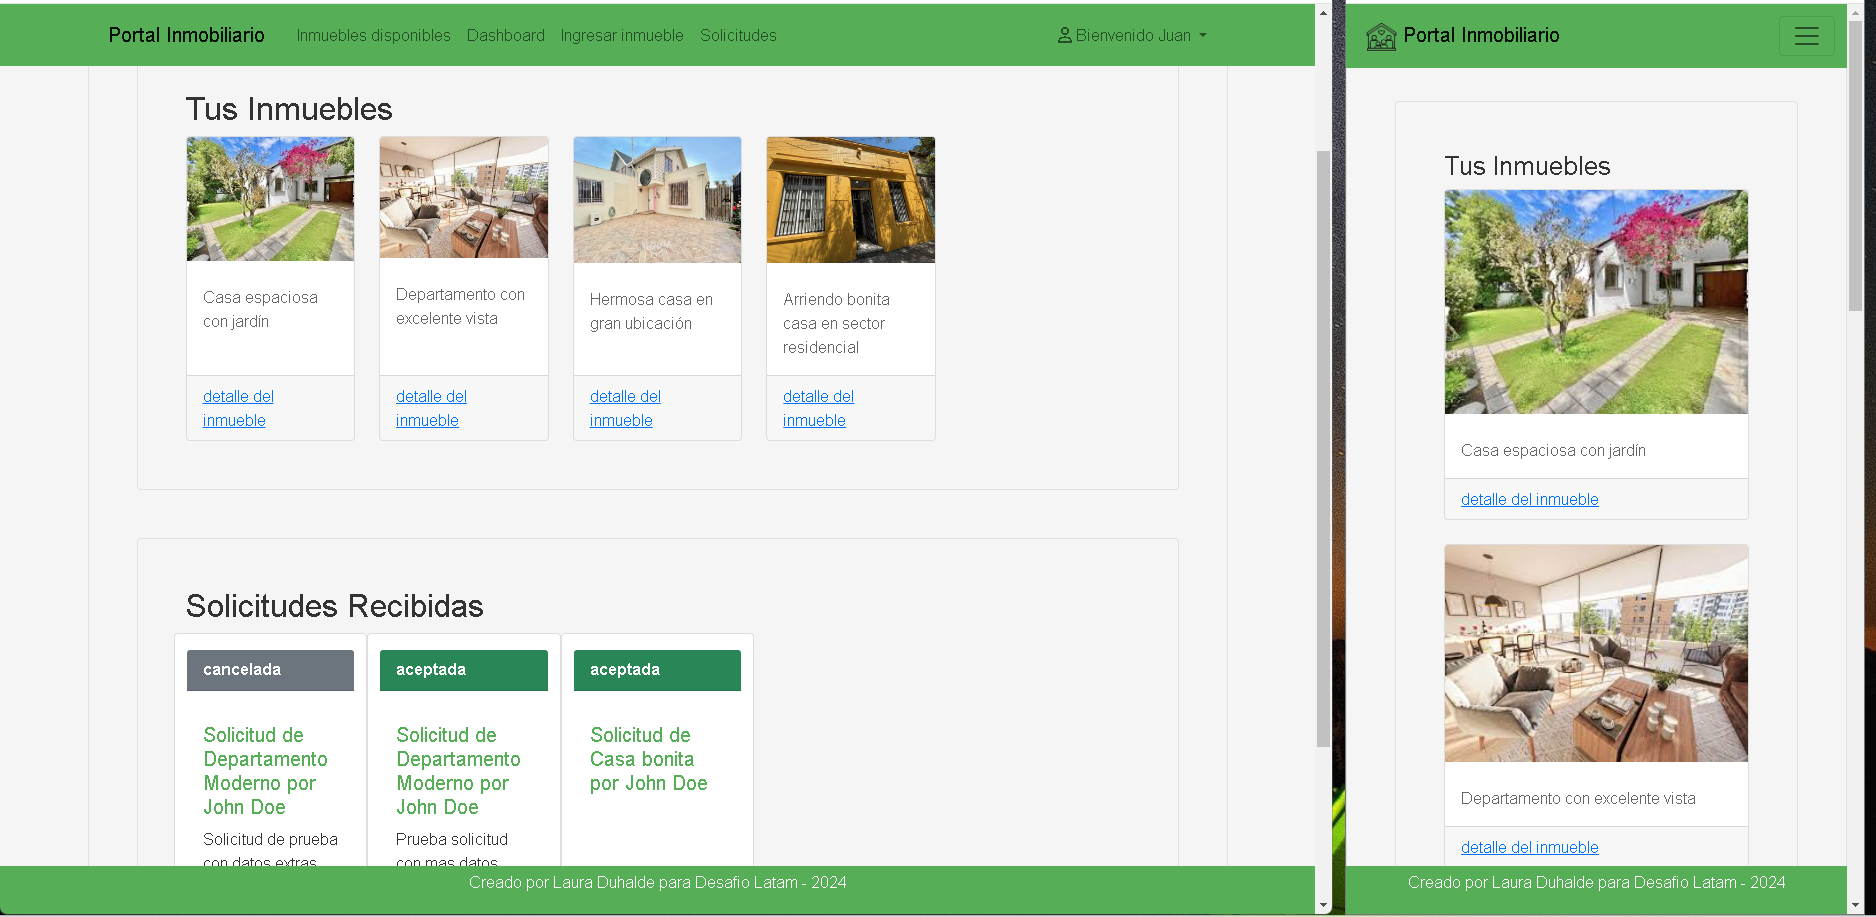 Portal Inmobiliario
Inmuebles disponibles
Dashboard
Ingresar inmueble
Solicitudes
Bienvenido Juan
Tus Inmuebles
Casa espaciosa
con jardín
detalle del
inmueble
Departamento con
excelente vista
detalle del
inmueble
Hermosa casa en
gran ubicación
detalle del
inmueble
Arriendo bonita
casa en sector
residencial
detalle del
inmueble
Solicitudes Recibidas
cancelada
Solicitud de
Departamento
Moderno por
John Doe
Solicitud de prueba
con datos extras
aceptada
Solicitud de
Departamento
Moderno por
John Doe
Prueba solicitud
con mas datos
aceptada
Solicitud de
Casa bonita
por John Doe
Creado por Laura Duhalde para Desafio Latam - 2024
Portal Inmobiliario
Tus Inmuebles
Casa espaciosa con jardín
detalle del inmueble
Departamento con excelente vista
detalle del inmueble
Creado por Laura Duhalde para Desafio Latam - 2024